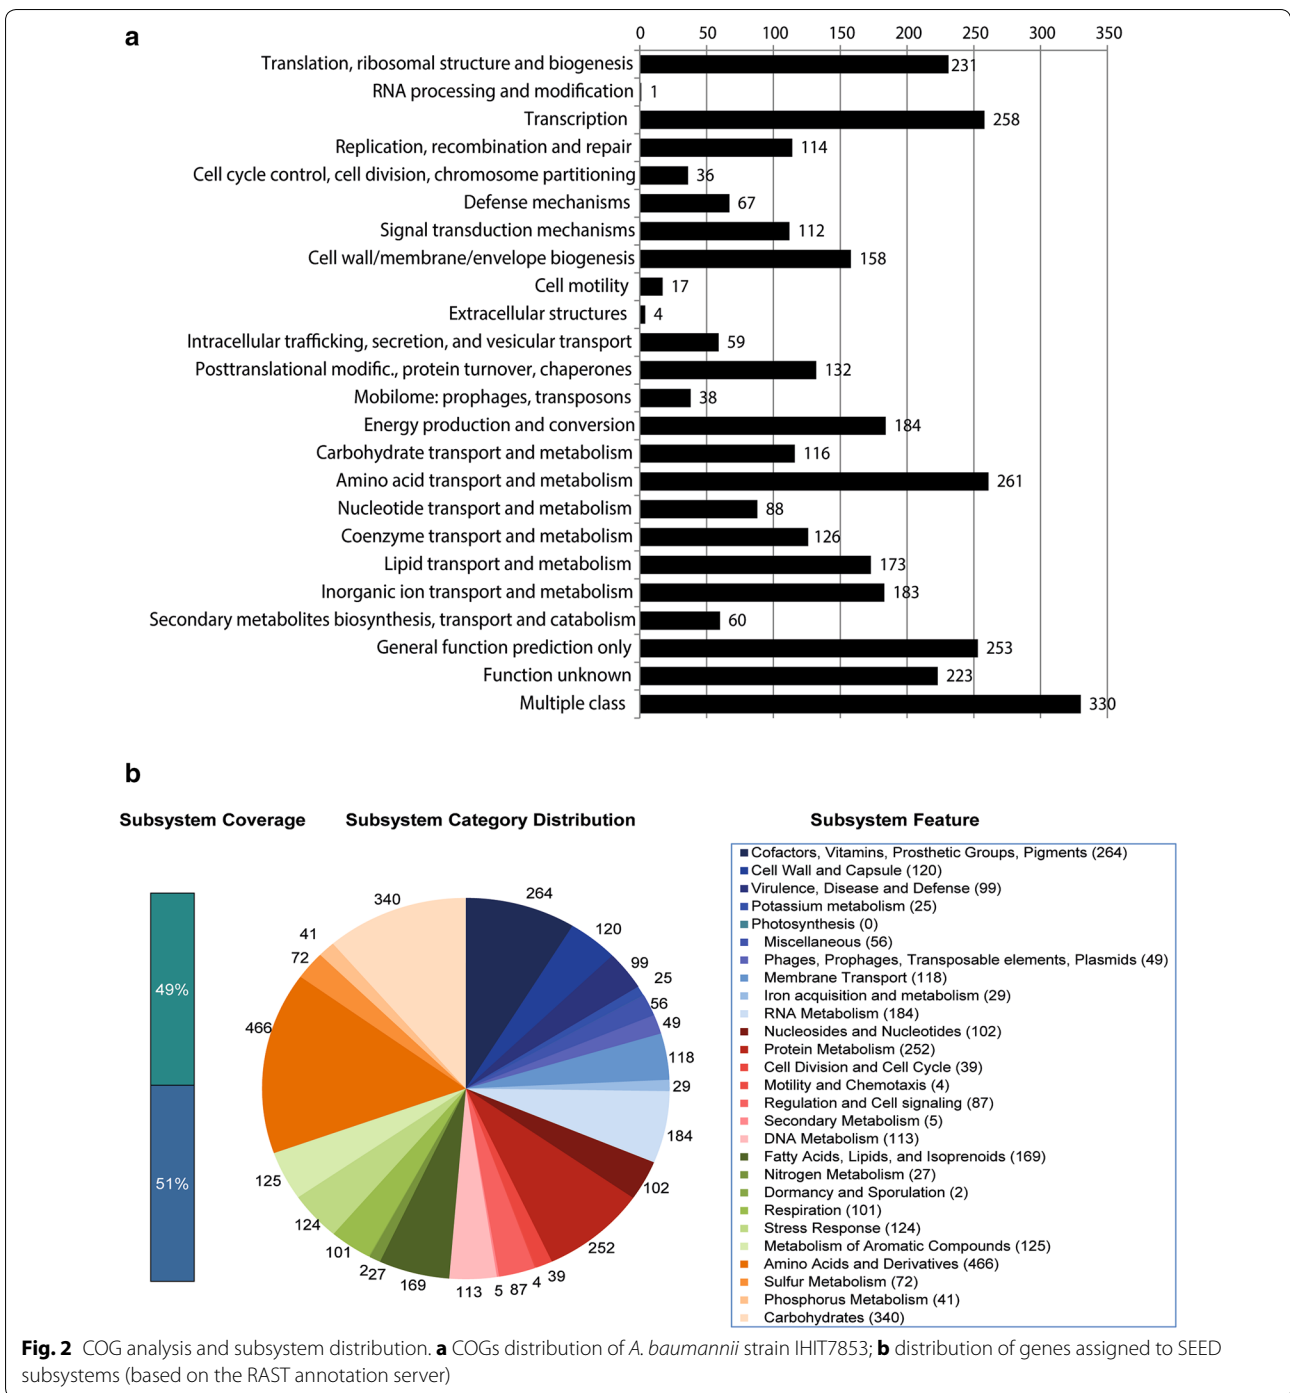 a
0 50 100 150 200 250 300 350
Translation, ribosomal structure and biogenesis 231
RNA processing and modification 1
Transcription 258
Replication, recombination and repair 114
Cell cycle control, cell division, chromosome partitioning 36
Defense mechanisms 67
Signal transduction mechanisms 112
Cell wall/membrane/envelope biogenesis 158
Cell motility 17
Extracellular structures 4
Intracellular trafficking, secretion, and vesicular transport 59
Posttranslational modific., protein turnover, chaperones 132
Mobilome: prophages, transposons 38
Energy production and conversion 184
Carbohydrate transport and metabolism 116
Amino acid transport and metabolism 261
Nucleotide transport and metabolism 88
Coenzyme transport and metabolism 126
Lipid transport and metabolism 173
Inorganic ion transport and metabolism 183
Secondary metabolites biosynthesis, transport and catabolism 60
General function prediction only 253
Function unknown 223
Multiple class 330
b
Subsystem Coverage
49%
51%
Subsystem Category Distribution
264
120
99
25
56
49
118
29
184
102
252
39
4
87
5
113
169
27
2
101
124
125
466
72
41
340
Subsystem Feature
Cofactors, Vitamins, Prosthetic Groups, Pigments (264)
Cell Wall and Capsule (120)
Virulence, Disease and Defense (99)
Potassium metabolism (25)
Photosynthesis (0)
Miscellaneous (56)
Phages, Prophages, Transposable elements, Plasmids (49)
Membrane Transport (118)
Iron acquisition and metabolism (29)
RNA Metabolism (184)
Nucleosides and Nucleotides (102)
Protein Metabolism (252)
Cell Division and Cell Cycle (39)
Motility and Chemotaxis (4)
Regulation and Cell signaling (87)
Secondary Metabolism (5)
DNA Metabolism (113)
Fatty Acids, Lipids, and Isoprenoids (169)
Nitrogen Metabolism (27)
Dormancy and Sporulation (2)
Respiration (101)
Stress Response (124)
Metabolism of Aromatic Compounds (125)
Amino Acids and Derivatives (466)
Sulfur Metabolism (72)
Phosphorus Metabolism (41)
Carbohydrates (340)
Fig. 2 COG analysis and subsystem distribution. a COGs distribution of A. baumannii strain IHIT7853; b distribution of genes assigned to SEED
subsystems (based on the RAST annotation server)